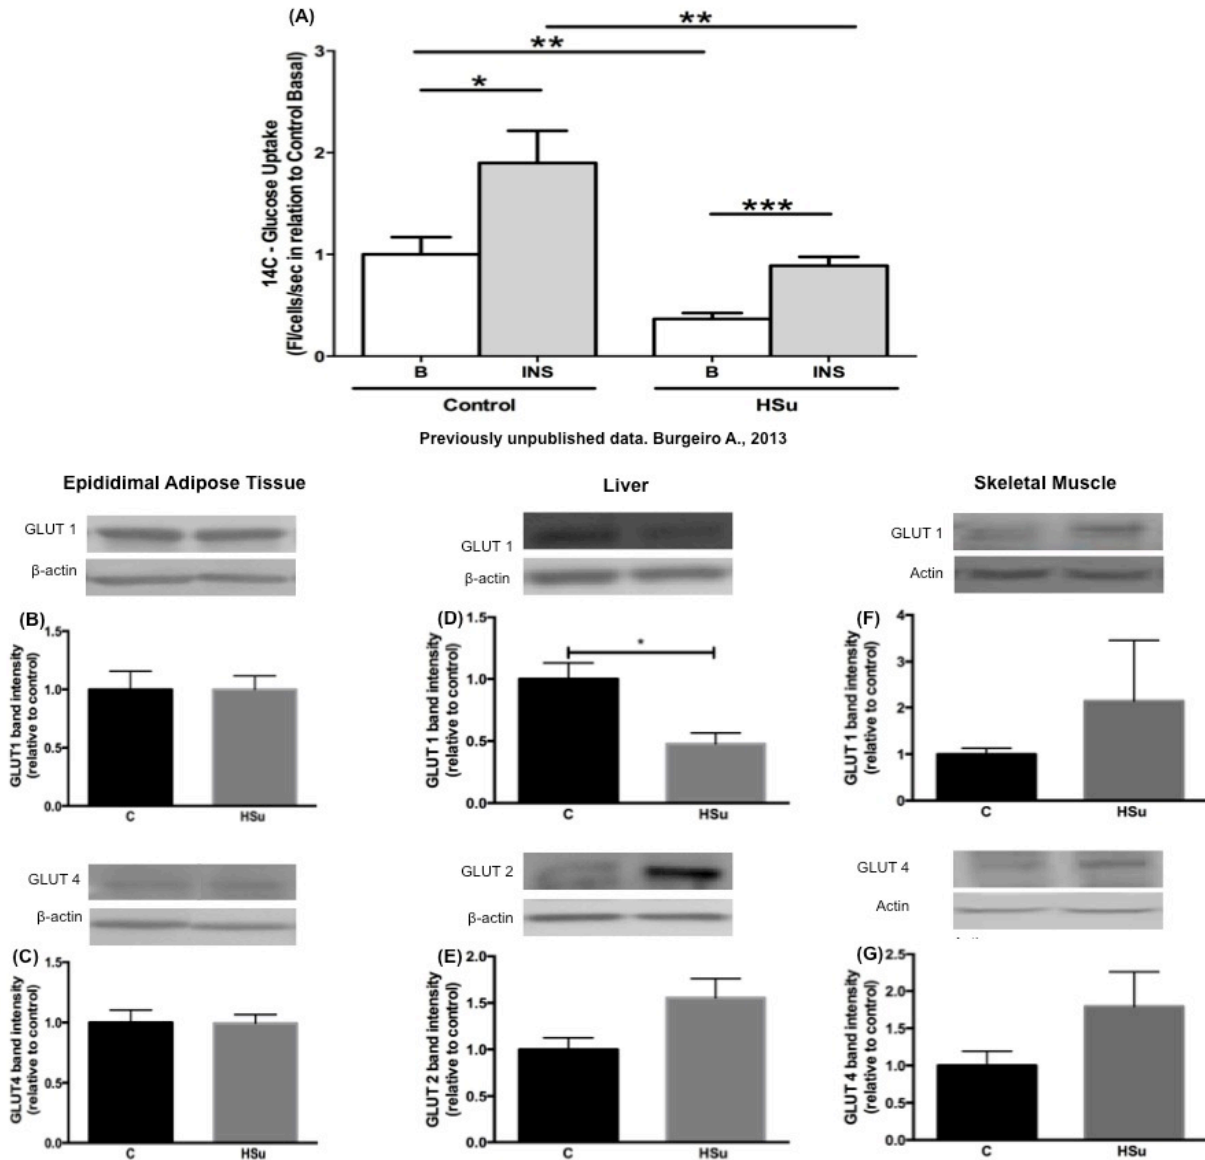 (A)
** 
**
*
***
14C - Glucose Uptake
(FI/cells/sec in relation to Control Basal)
3
2
1
0
B INS B INS
Control HSu
Previously unpublished data. Burgeiro A., 2013
Epididimal Adipose Tissue
GLUT 1
β-actin
(B)
GLUT1 band intensity
(relative to control)
1.5
1.0
0.5
0.0
C HSu
GLUT 4
β-actin
(C)
GLUT4 band intensity
(relative to control)
1.5
1.0
0.5
0.0
C HSu
Liver
GLUT 1
β-actin
(D)
GLUT 1 band intensity
(relative to control)
1.5
1.0
0.5
0.0
*
C HSu
GLUT 2
β-actin
(E)
GLUT 2 band intensity
(relative to control)
2.0
1.5
1.0
0.5
0.0
C HSu
Skeletal Muscle
GLUT 1
Actin
(F)
GLUT 1 band intensity
(relative to control)
4
3
2
1
0
C HSu
GLUT 4
Actin
(G)
GLUT 4 band intensity
(relative to control)
2.5
2.0
1.5
1.0
0.5
0.0
C HSu